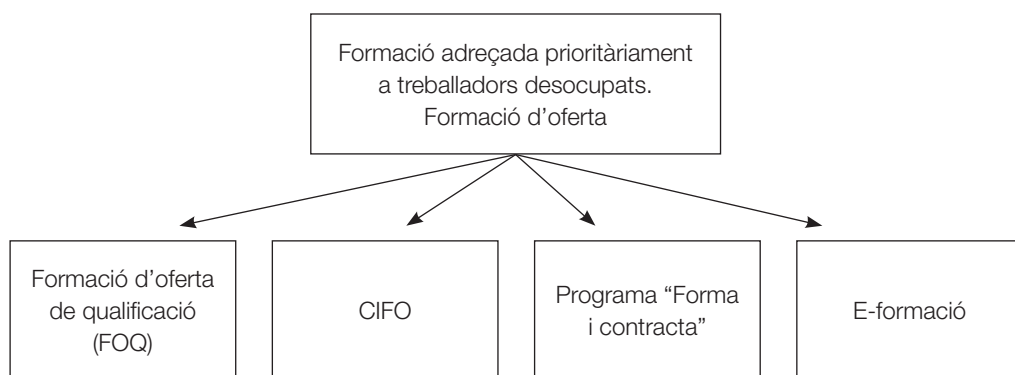 Formació adreçada prioritàriament
a treballadors desocupats.
Formació d’oferta
Formació d’oferta
de qualificació
(FOQ)
CIFO
Programa “Forma
i contracta”
E-formació